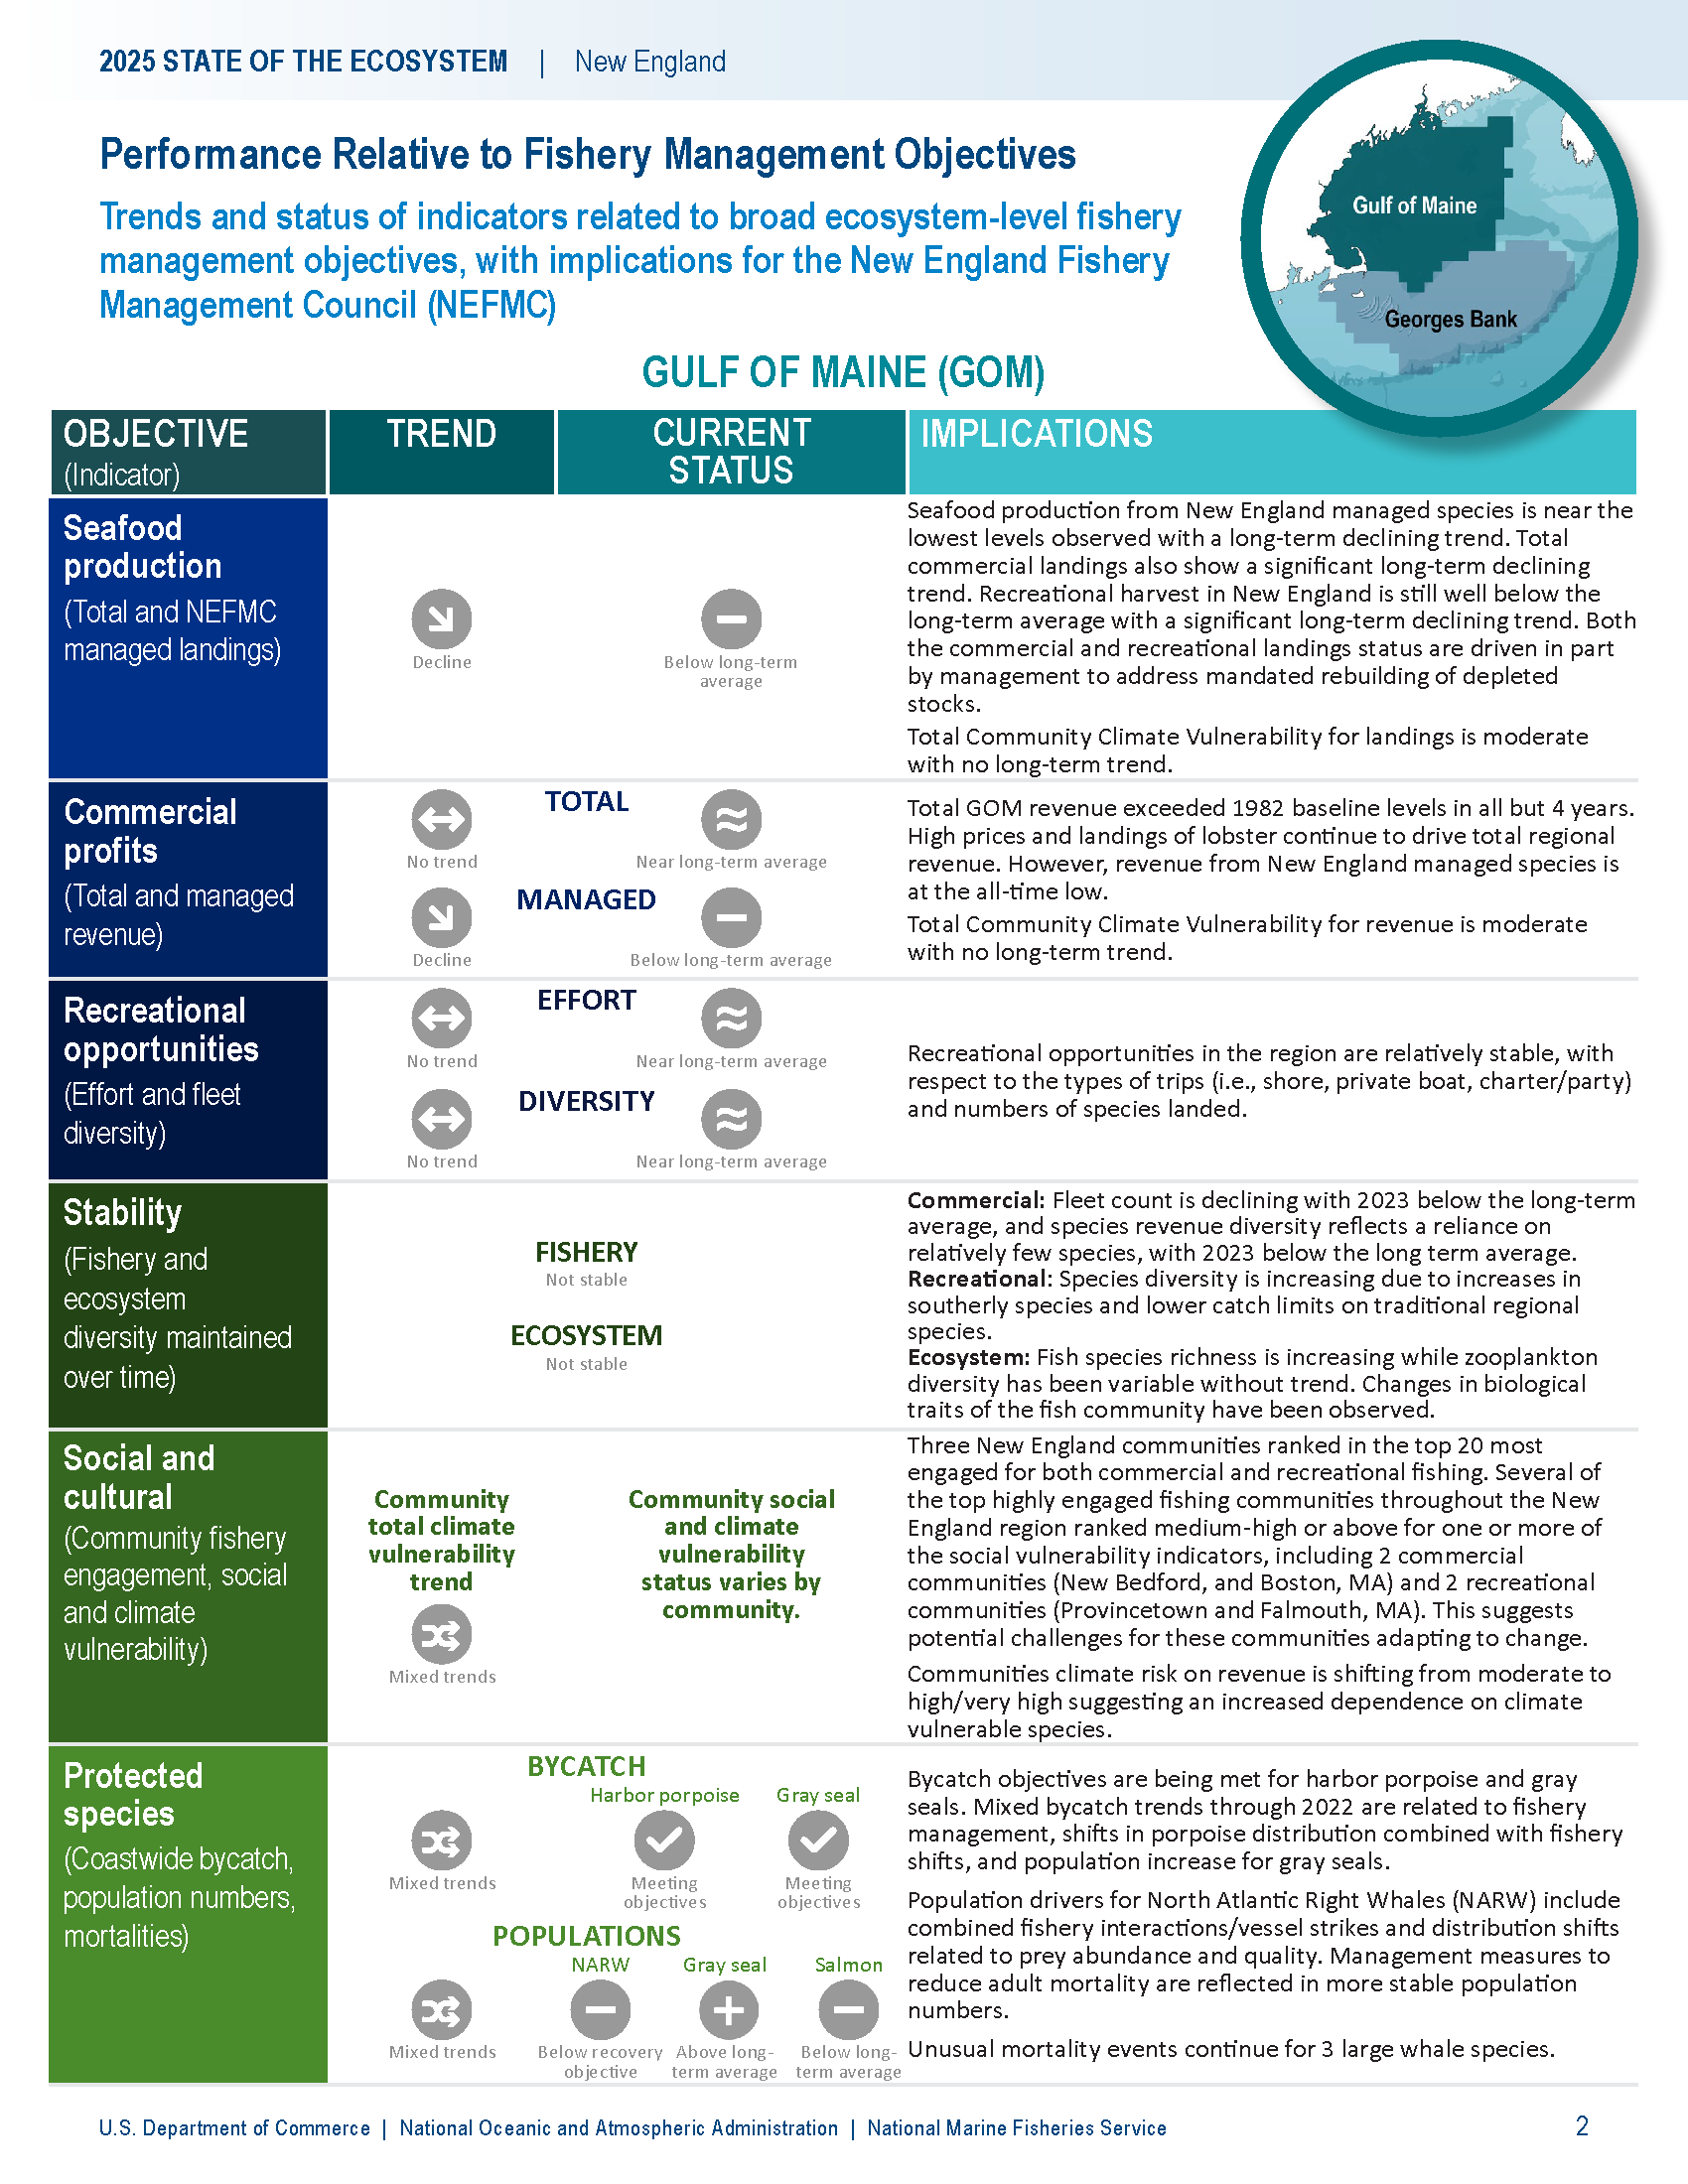 2025 STATE OF THE ECOSYSTEM | New England
Performance Relative to Fishery Management Objectives
Trends and status of indicators related to broad ecosystem-level fishery
management objectives, with implications for the New England Fishery
Management Council (NEFMC)
Gulf of Maine
Georges Bank
GULF OF MAINE (GOM)
OBJECTIVE
(Indicator)
TREND
CURRENT
STATUS
IMPLICATIONS
Seafood
production
(Total and NEFMC
managed landings)
Decline
Below long-term
average
Seafood production from New England managed species is near the
lowest levels observed with a long-term declining trend. Total
commercial landings also show a significant long-term declining
trend. Recreational harvest in New England is still well below the
long-term average with a significant long-term declining trend. Both
the commercial and recreational landings status are driven in part
by management to address mandated rebuilding of depleted
stocks.
Total Community Climate Vulnerability for landings is moderate
with no long-term trend.
Commercial
profits
(Total and managed
revenue)
TOTAL
No trend
Near long-term average
MANAGED
Decline
Below long-term average
Total GOM revenue exceeded 1982 baseline levels in all but 4 years.
High prices and landings of lobster continue to drive total regional
revenue. However, revenue from New England managed species is
at the all-time low.
Total Community Climate Vulnerability for revenue is moderate
with no long-term trend.
Recreational
opportunities
(Effort and fleet
diversity)
EFFORT
No trend
Near long-term average
DIVERSITY
No trend
Near long-term average
Recreational opportunities in the region are relatively stable, with
respect to the types of trips (i.e., shore, private boat, charter/party)
and numbers of species landed.
Stability
(Fishery and
ecosystem
diversity maintained
over time)
FISHERY
Not stable
ECOSYSTEM
Not stable
Commercial: Fleet count is declining with 2023 below the long-term
average, and species revenue diversity reflects a reliance on
relatively few species, with 2023 below the long term average.
Recreational: Species diversity is increasing due to increases in
southerly species and lower catch limits on traditional regional
species.
Ecosystem: Fish species richness is increasing while zooplankton
diversity has been variable without trend. Changes in biological
traits of the fish community have been observed.
Social and
cultural
(Community fishery
engagement, social
and climate
vulnerability)
Community
total climate
vulnerability
trend
Mixed trends
Community social
and climate
vulnerability
status varies by
community.
Three New England communities ranked in the top 20 most
engaged for both commercial and recreational fishing. Several of
the top highly engaged fishing communities throughout the New
England region ranked medium-high or above for one or more of
the social vulnerability indicators, including 2 commercial
communities (New Bedford, and Boston, MA) and 2 recreational
communities (Provincetown and Falmouth, MA). This suggests
potential challenges for these communities adapting to change.
Communities climate risk on revenue is shifting from moderate to
high/very high suggesting an increased dependence on climate
vulnerable species.
Protected
species
(Coastwide bycatch,
population numbers,
mortalities)
BYCATCH
Harbor porpoise Gray seal
Mixed trends
Meeting
objectives
Meeting
objectives
POPULATIONS
NARW Gray seal Salmon
Mixed trends
Below recovery
objective
Above long-
term average
Below long-
term average
Bycatch objectives are being met for harbor porpoise and gray
seals. Mixed bycatch trends through 2022 are related to fishery
management, shifts in porpoise distribution combined with fishery
shifts, and population increase for gray seals.
Population drivers for North Atlantic Right Whales (NARW) include
combined fishery interactions/vessel strikes and distribution shifts
related to prey abundance and quality. Management measures to
reduce adult mortality are reflected in more stable population
numbers.
Unusual mortality events continue for 3 large whale species.
U.S. Department of Commerce | National Oceanic and Atmospheric Administration | National Marine Fisheries Service
2